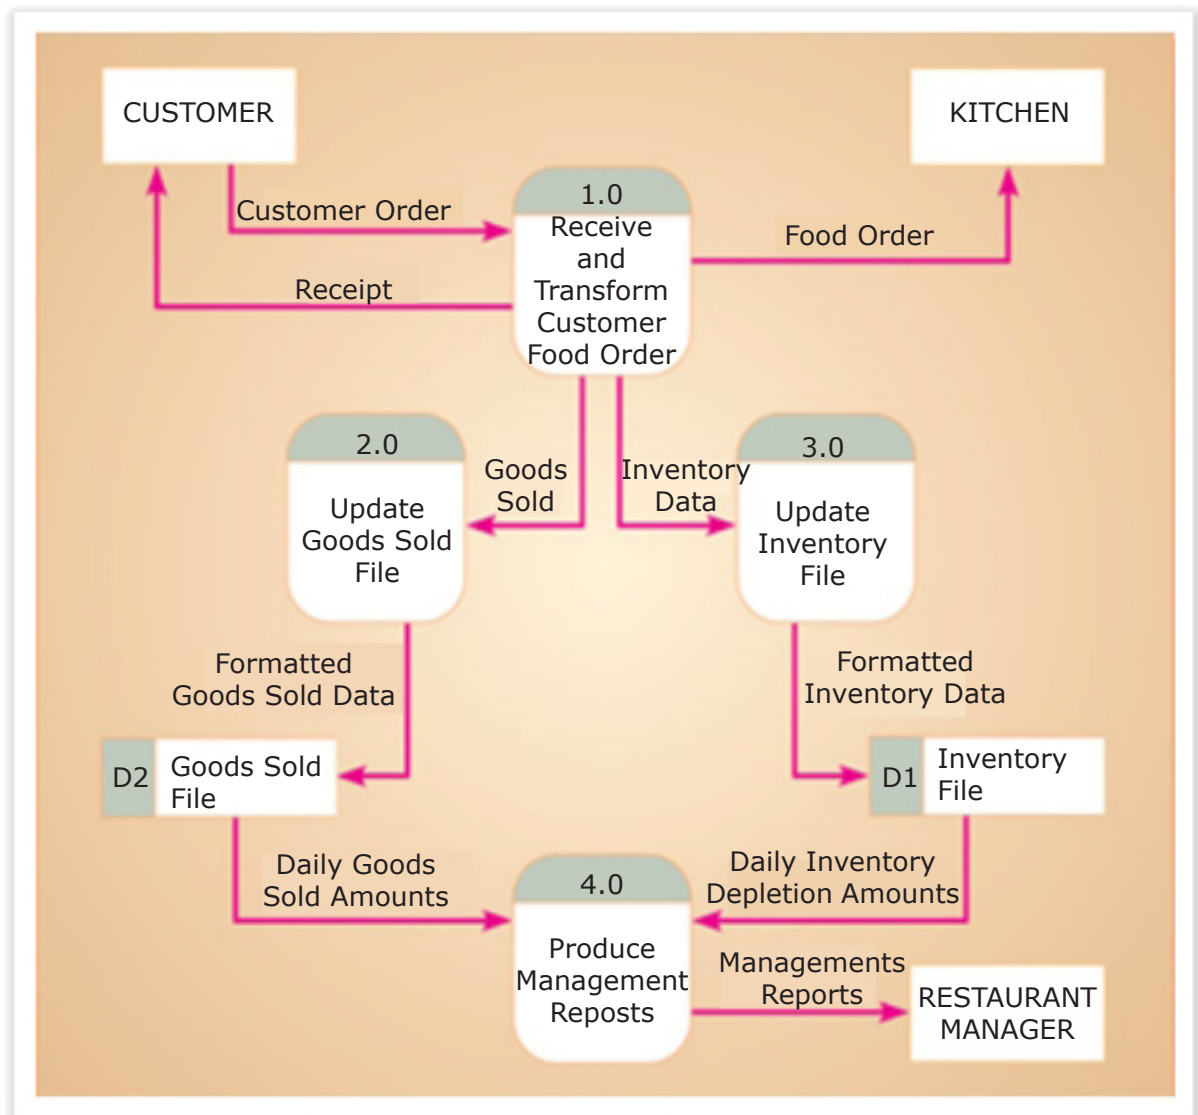 CUSTOMER
KITCHEN
1.0
Receive
and
Transform
Customer
Food Order
Customer Order
Receipt
Food Order
2.0
Update
Goods Sold
File
Goods
Sold
Inventory
Data
3.0
Update
Inventory
File
Formatted
Goods Sold Data
Formatted
Inventory Data
D2
Goods Sold
File
D1
Inventory
File
Daily Goods
Sold Amounts
4.0
Produce
Management
Reposts
Daily Inventory
Depletion Amounts
Managements
Reports
RESTAURANT
MANAGER